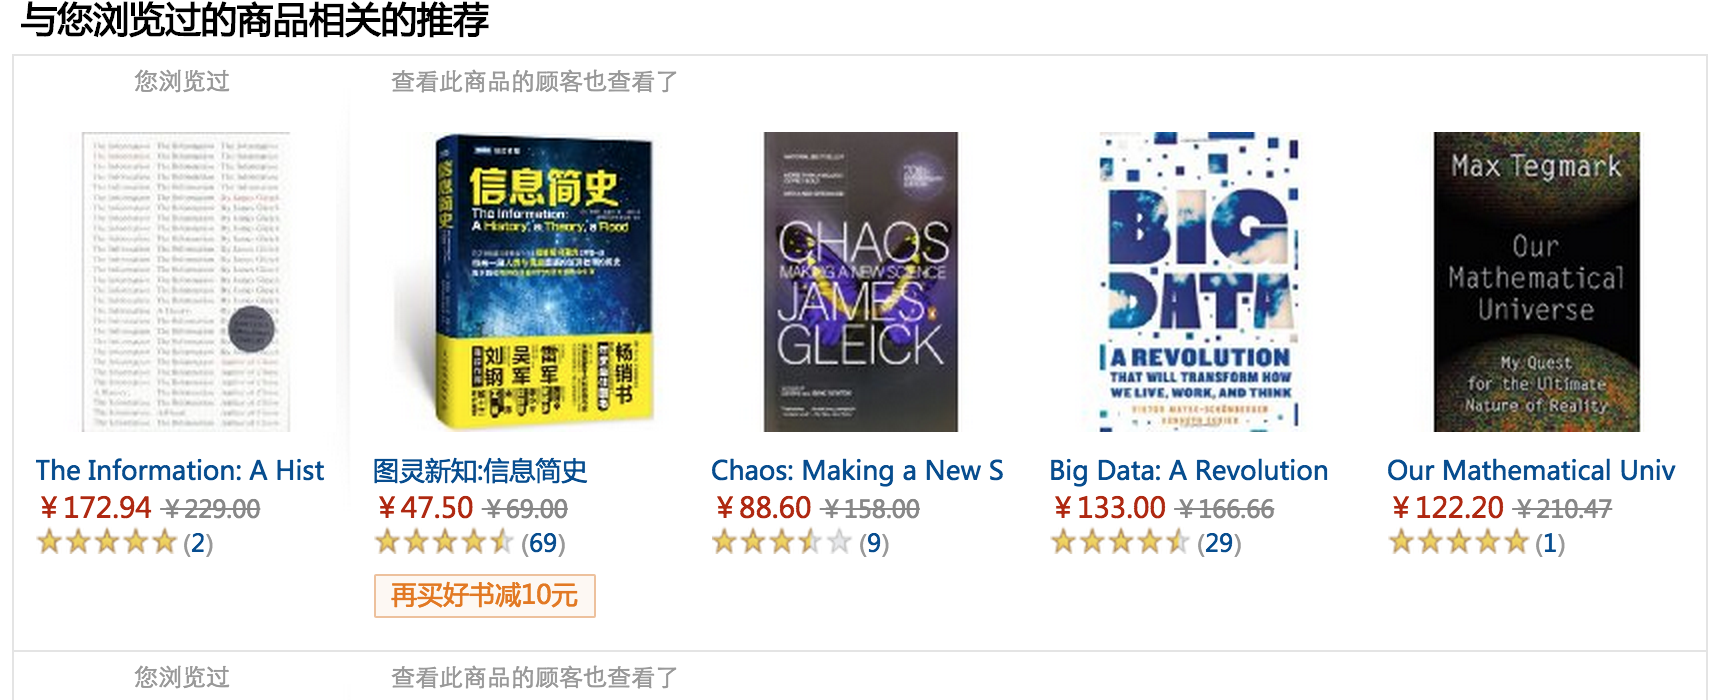 与您浏览过的商品相关的推荐
您浏览过
查看此商品的顾客也查看了
信息简史
The Information:
A History, a Theory, a Flood
畅销书
雷军
吴军
刘钢
CHAOS
MAKING A NEW SCIENCE
JAMES
GLEICK
BIG
DATA
A REVOLUTION
THAT WILL TRANSFORM HOW
WE LIVE, WORK, AND THINK
VIKTOR MAYER-SCHÖNBERGER
KENNETH CUKIER
Max Tegmark
Our
Mathematical
Universe
My Quest
for the Ultimate
Nature of Reality
The Information: A Hist
¥172.94 ¥229.00
(2)
图灵新知:信息简史
¥47.50 ¥69.00
(69)
再买好书减10元
Chaos: Making a New S
¥88.60 ¥158.00
(9)
Big Data: A Revolution
¥133.00 ¥166.66
(29)
Our Mathematical Univ
¥122.20 ¥210.47
(1)
您浏览过
查看此商品的顾客也查看了